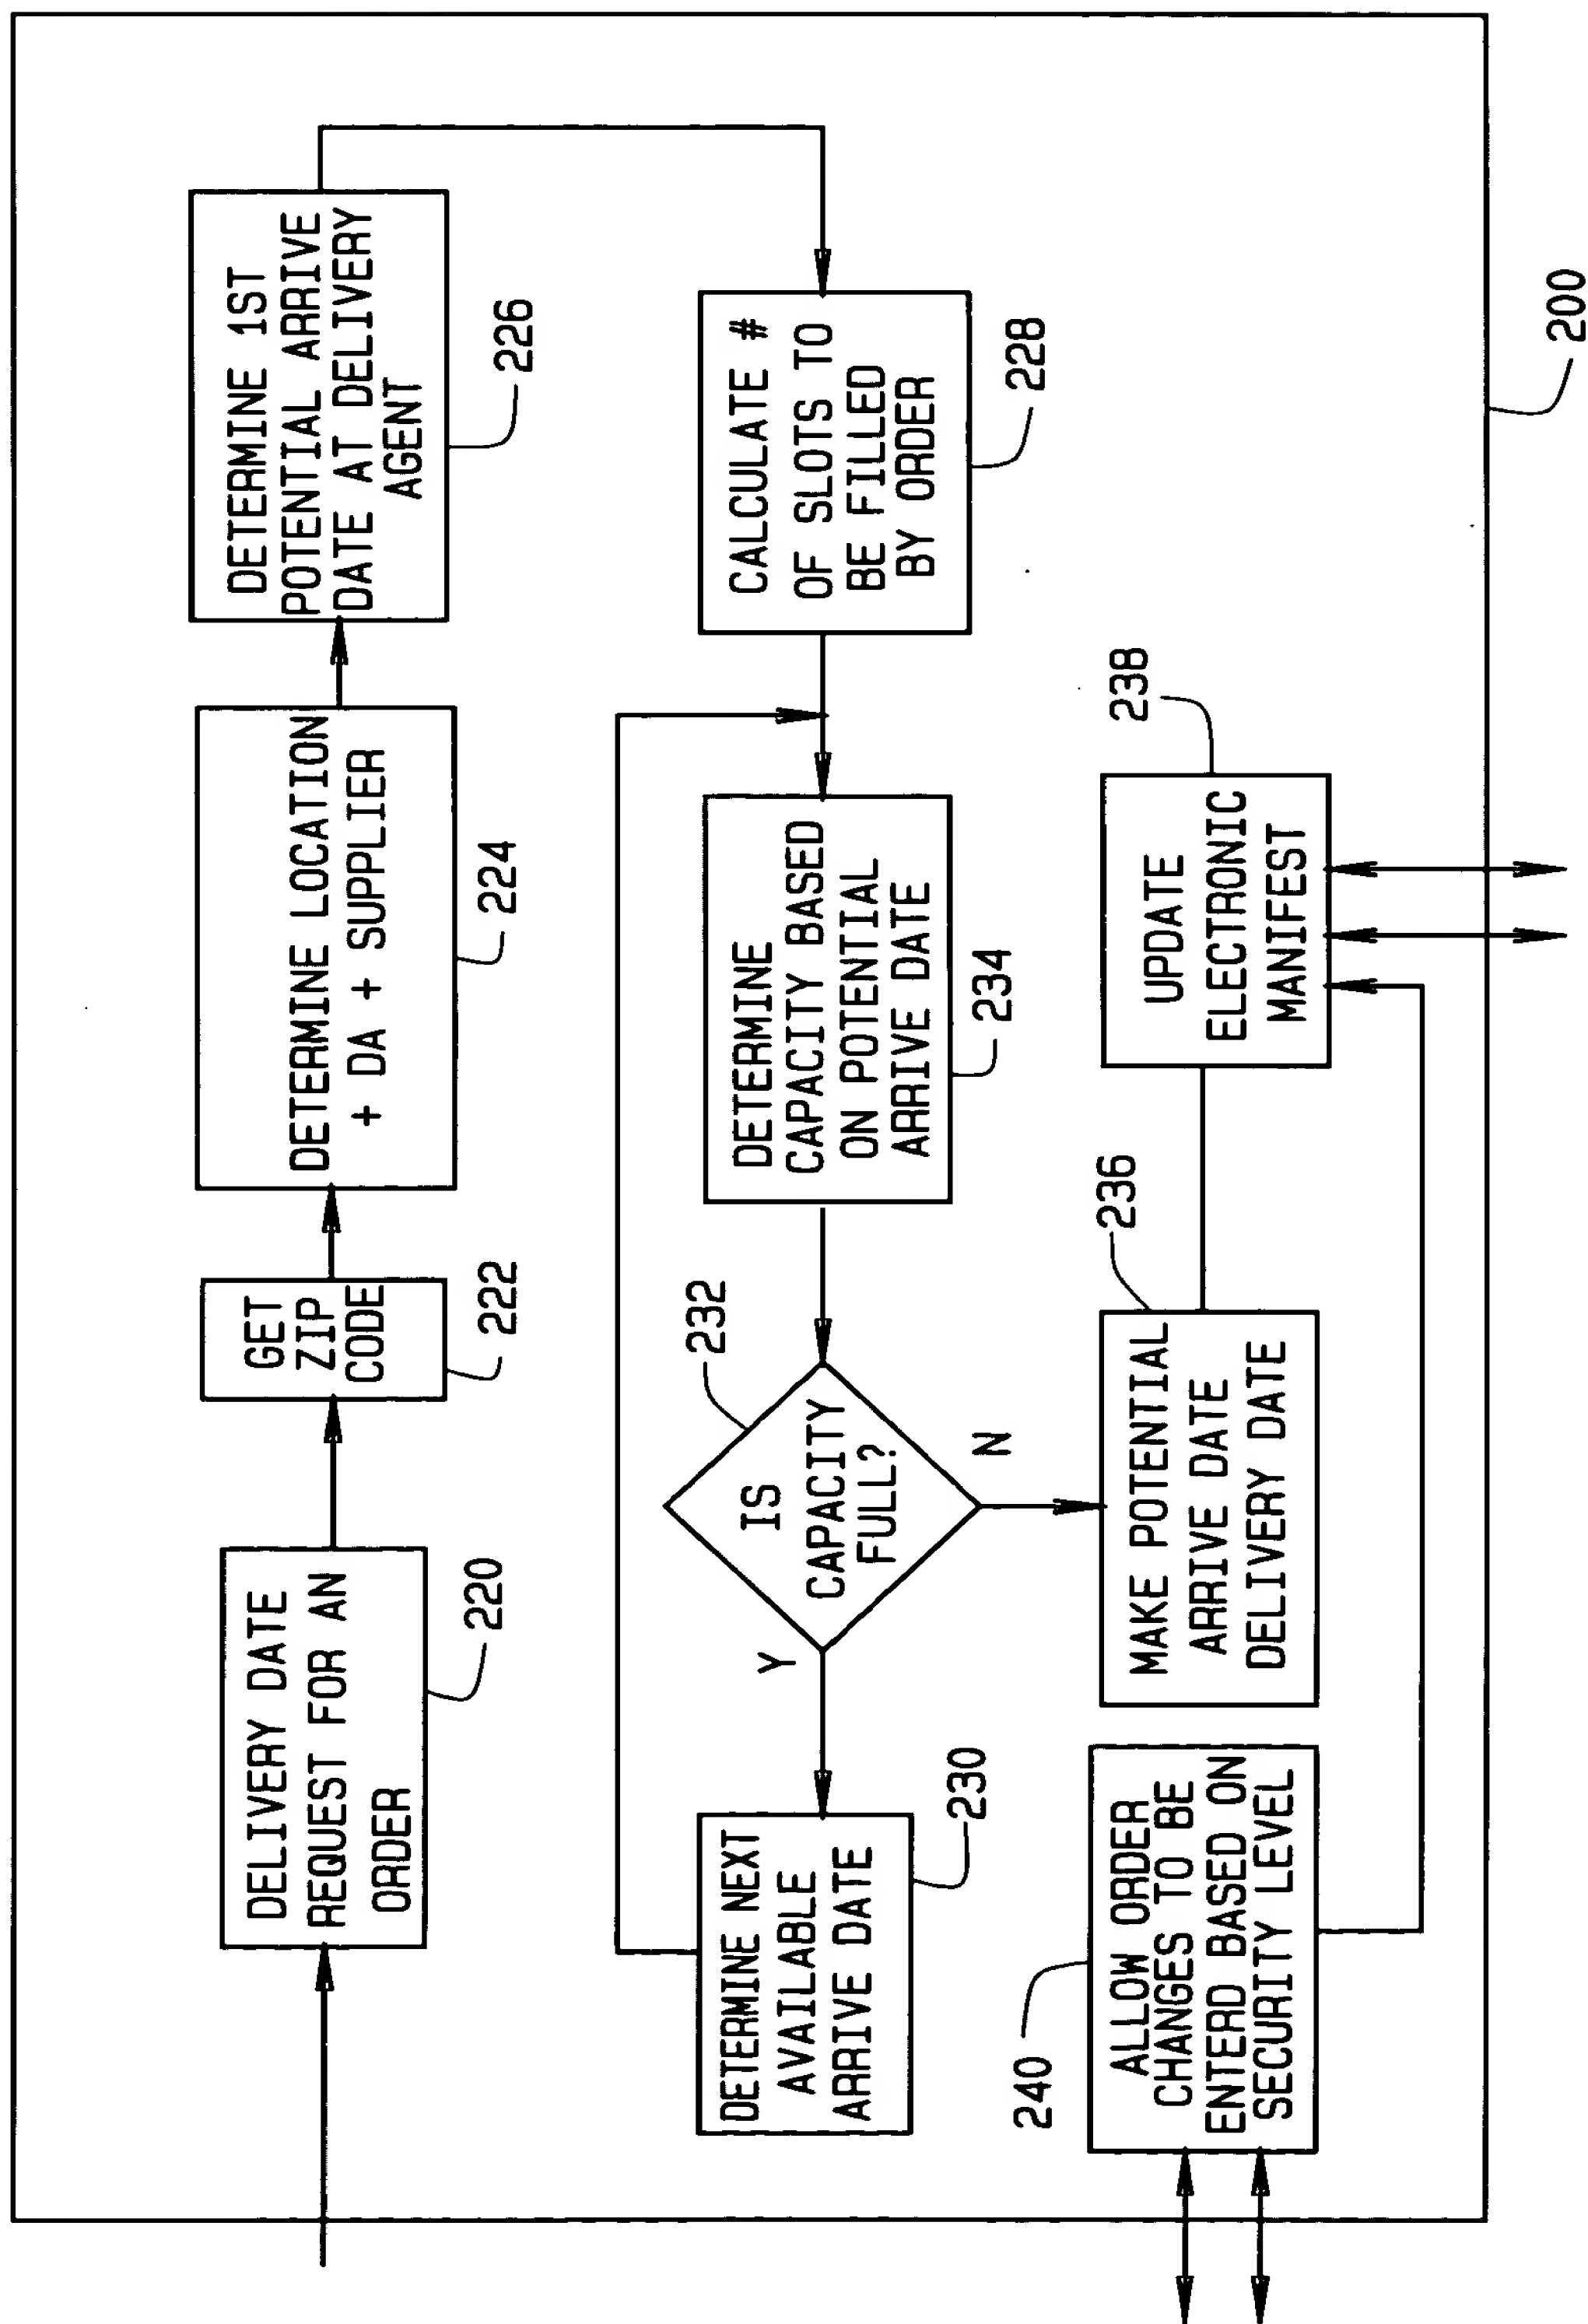 DELIVERY DATE
REQUEST FOR AN
ORDER
220
GET
ZIP
CODE
222
DETERMINE LOCATION
+ DA + SUPPLIER
224
DETERMINE 1ST
POTENTIAL ARRIVE
DATE AT DELIVERY
AGENT
226
DETERMINE NEXT
AVAILABLE
ARRIVE DATE
230
Y
IS
CAPACITY
FULL?
232
N
DETERMINE
CAPACITY BASED
ON POTENTIAL
ARRIVE DATE
234
CALCULATE #
OF SLOTS TO
BE FILLED
BY ORDER
228
240
ALLOW ORDER
CHANGES TO BE
ENTERD BASED ON
SECURITY LEVEL
MAKE POTENTIAL
ARRIVE DATE
DELIVERY DATE
236
UPDATE
ELECTRONIC
MANIFEST
238
200